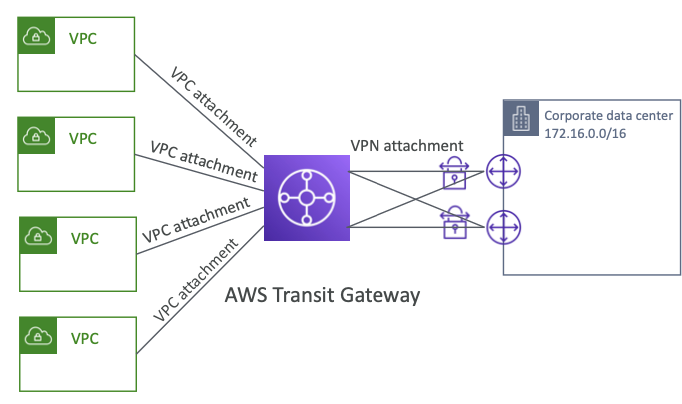 VPC
VPC attachment
VPC
VPC attachment
VPC
VPC attachment
VPC
VPC attachment
AWS Transit Gateway
VPN attachment
Corporate data center
172.16.0.0/16